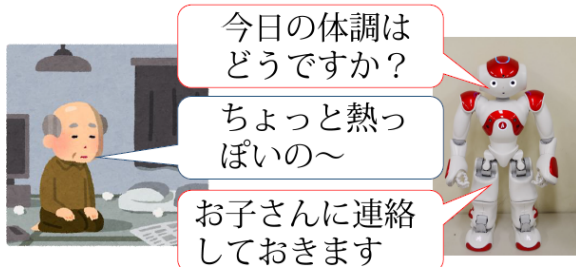 今日の体調は
どうですか？
ちょっと熱っ
ぽいの～
お子さんに連絡
しておきます